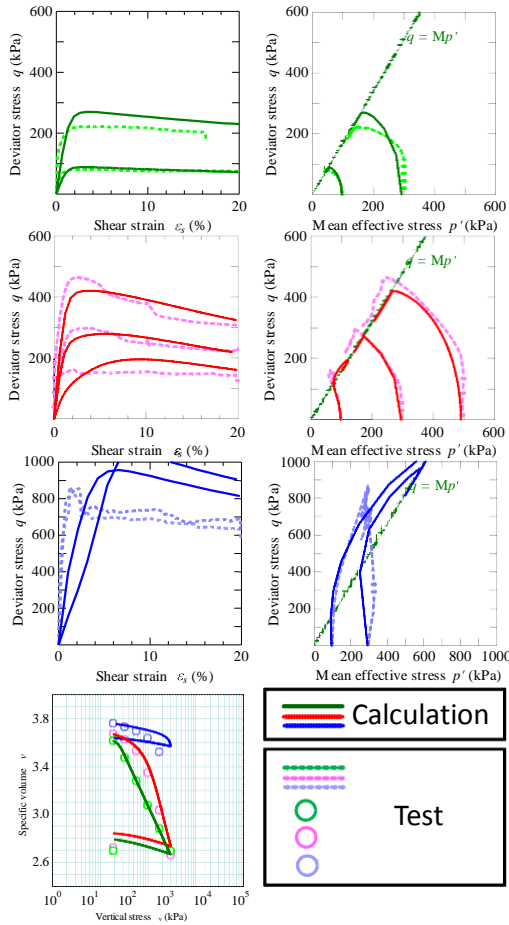 600
400
200
0
10
20
Deviator stress q (kPa)
Shear strain εs (%)
600
400
200
0
200
400
600
Deviator stress q (kPa)
Mean effective stress p' (kPa)
q = Mp'
600
400
200
0
10
20
Deviator stress q (kPa)
Shear strain εs (%)
600
400
200
0
200
400
600
Deviator stress q (kPa)
Mean effective stress p' (kPa)
q = Mp'
1000
800
600
400
200
0
10
20
Deviator stress q (kPa)
Shear strain εs (%)
1000
800
600
400
200
0
200
400
600
800
1000
Deviator stress q (kPa)
Mean effective stress p' (kPa)
q = Mp'
3.8
3.4
3.0
2.6
10^0
10^1
10^2
10^3
10^4
10^5
Specific volume v
Vertical stress v (kPa)
Calculation
Test